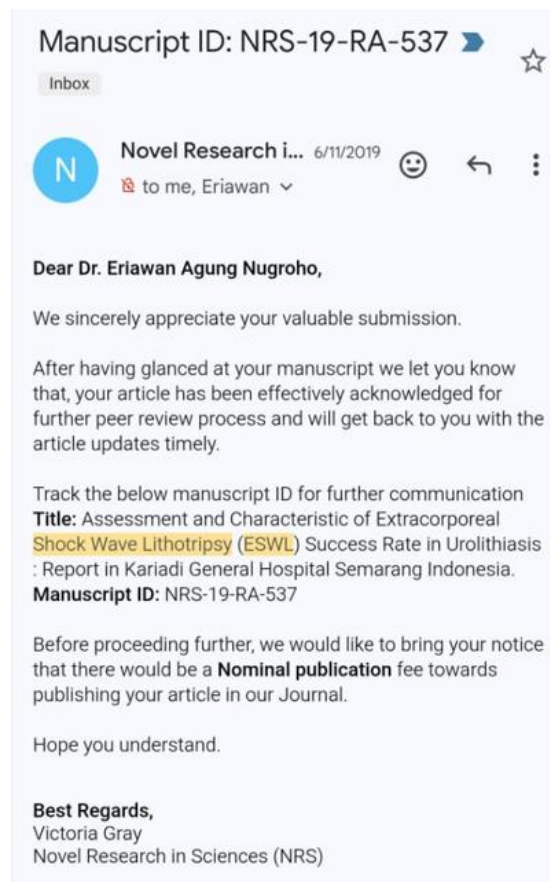 Manuscript ID: NRS-19-RA-537
Inbox
N
Novel Research i... 6/11/2019
to me, Eriawan
Dear Dr. Eriawan Agung Nugroho,
We sincerely appreciate your valuable submission.
After having glanced at your manuscript we let you know
that, your article has been effectively acknowledged for
further peer review process and will get back to you with the
article updates timely.
Track the below manuscript ID for further communication
Title: Assessment and Characteristic of Extracorporeal
Shock Wave Lithotripsy (ESWL) Success Rate in Urolithiasis
: Report in Kariadi General Hospital Semarang Indonesia.
Manuscript ID: NRS-19-RA-537
Before proceeding further, we would like to bring your notice
that there would be a Nominal publication fee towards
publishing your article in our Journal.
Hope you understand.
Best Regards,
Victoria Gray
Novel Research in Sciences (NRS)